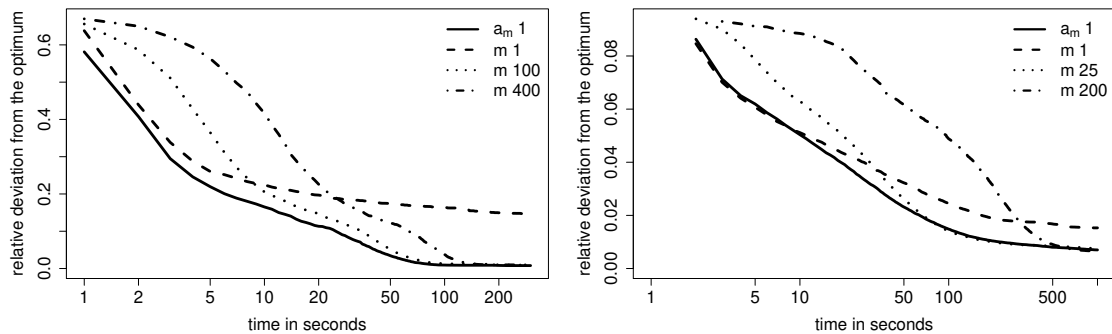 relative deviation from the optimum
0.0 0.2 0.4 0.6
1 2 5 10 20 50 100 200
time in seconds
aₘ 1
m 1
m 100
m 400
relative deviation from the optimum
0.00 0.02 0.04 0.06 0.08
1 5 10 50 100 500
time in seconds
aₘ 1
m 1
m 25
m 200